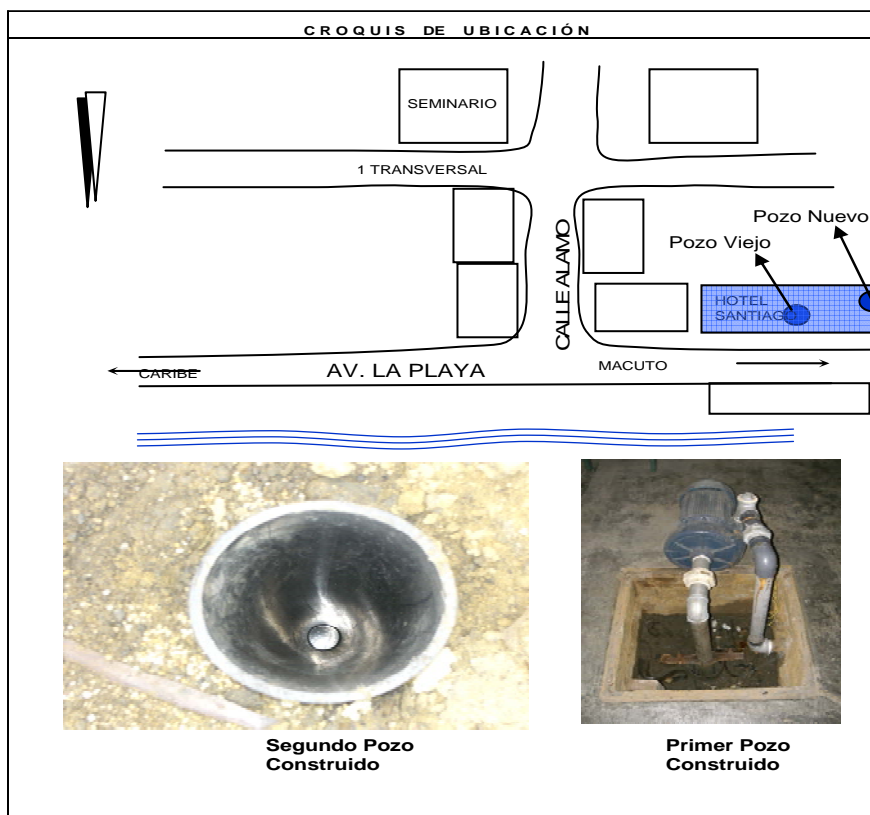 CROQUIS DE UBICACIÓN
SEMINARIO
1 TRANSVERSAL
Pozo Nuevo
Pozo Viejo
CALLE ALAMO
HOTEL
SANTIAGO
CARIBE
AV. LA PLAYA
MACUTO
Segundo Pozo
Construido
Primer Pozo
Construido